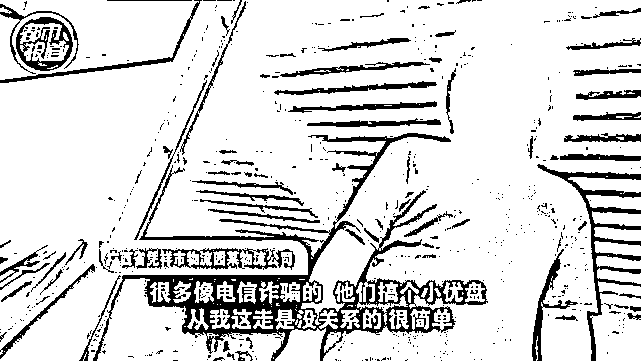 都市
报道
广西省凭祥市物流园某物流公司
很多像电信诈骗的 他们搞个小优盘
从我这走是没关系的 很简单